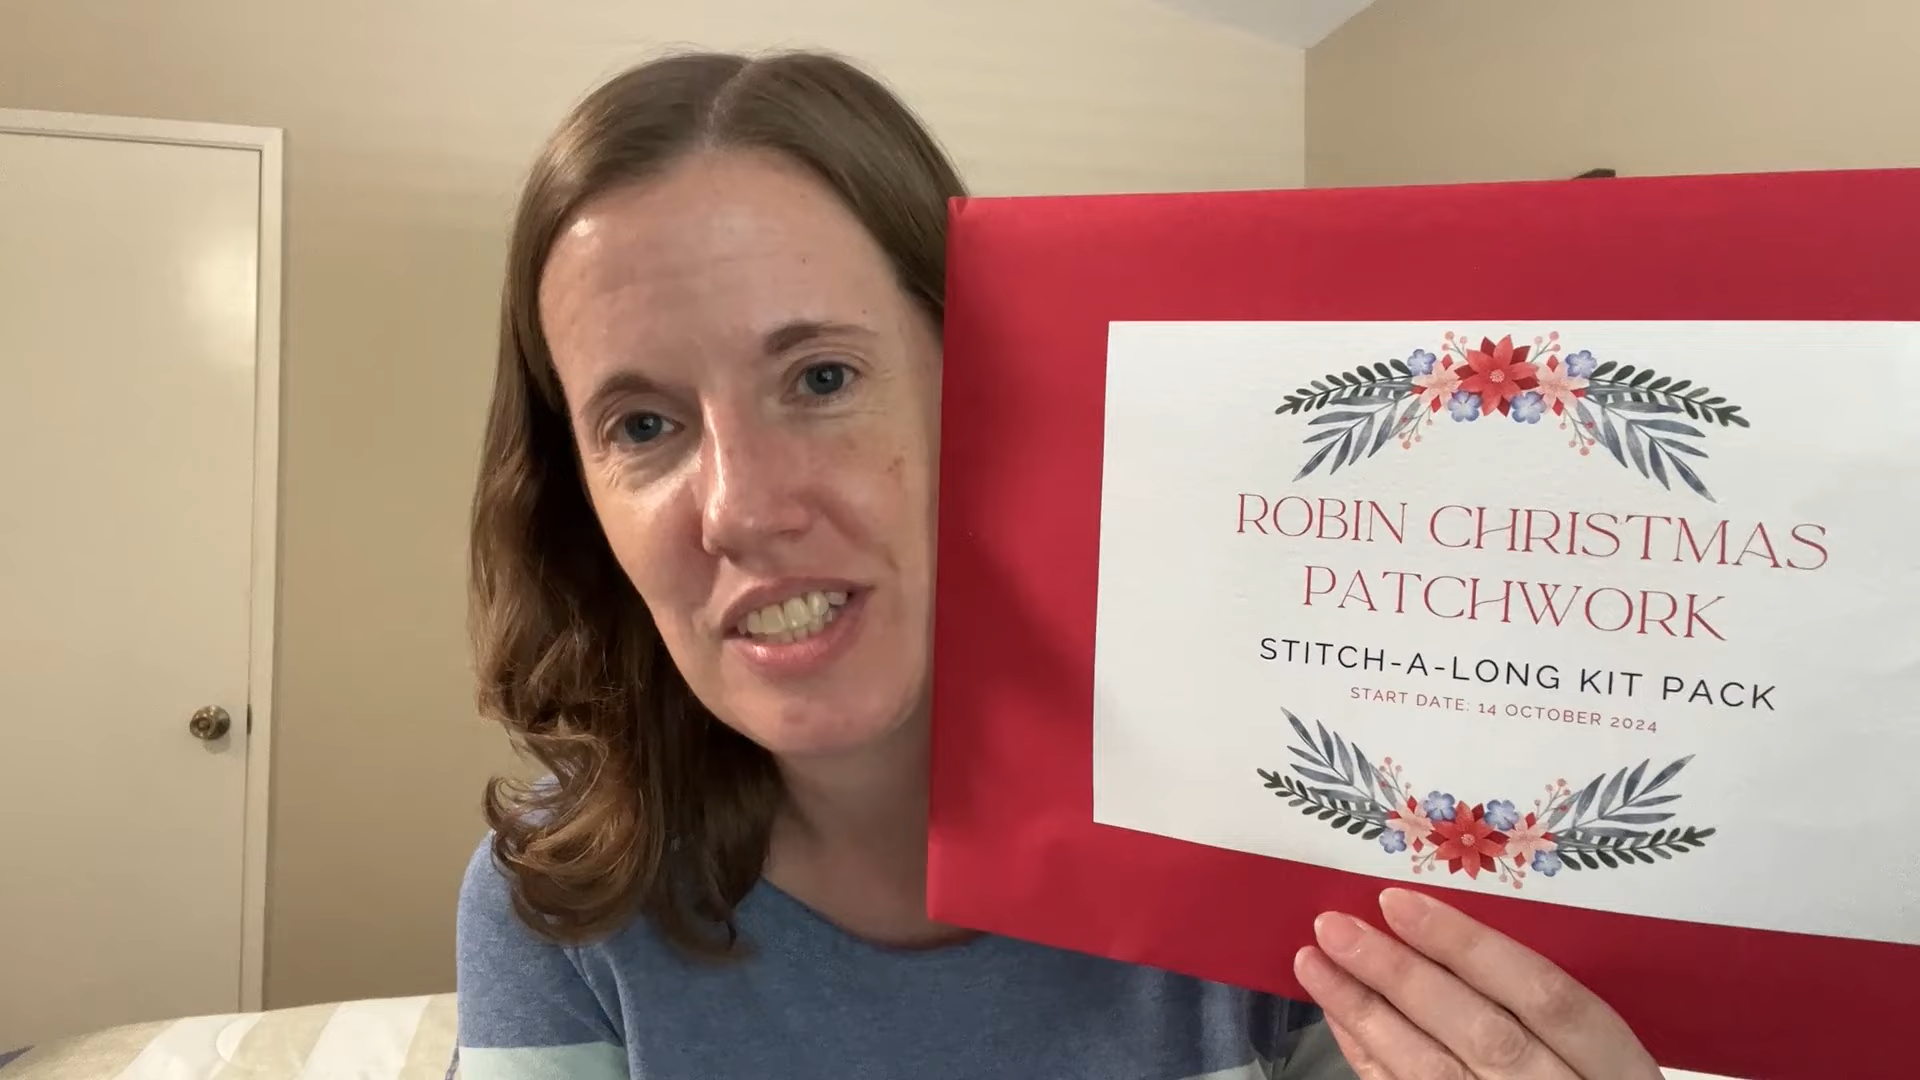 ROBIN CHRISTMAS
PATCHWORK
STITCH-A-LONG KIT PACK
START DATE: 14 OCTOBER 2024